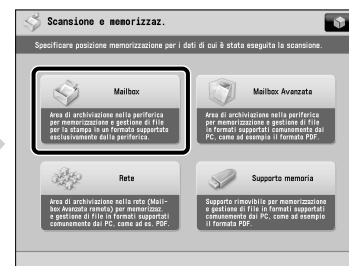 Scansione e memorizzaz.
Specificare posizione memorizzazione per i dati di cui è stata eseguita la scansione.
Mailbox
Area di archiviazione nella periferica
per memorizzazione e gestione di file
per la stampa in un formato supportato
esclusivamente dalla periferica.
Mailbox Avanzata
Area di archiviazione nella periferica
per memorizzazione e gestione di file
in formati supportati comunemente dai
PC, come ad esempio il formato PDF.
Rete
Area di archiviazione nella rete (Mail-
box Avanzata remota) per memorizzaz.
e gestione di file in formati supportati
comunemente dai PC, come ad es. PDF.
Supporto memoria
Supporto rimovibile per memorizzazione
e gestione di file in formati supportati
comunemente dai PC, come ad esempio
il formato PDF.